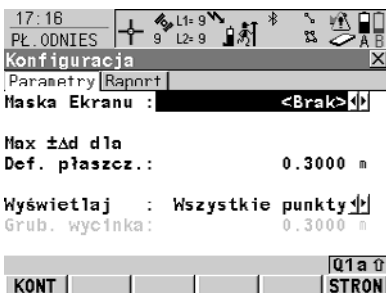 17:16
PŁ.ODNIES
9 L1= 9
L2= 9
A B
Konfiguracja
Parametry Raport
Maska Ekranu : <Brak>
Max ±Δd dla
Def. płaszcz.: 0.3000 m
Wyświetlaj : Wszystkie punkty
Grub. wycinka: 0.3000 m
Q1a
KONT STRON